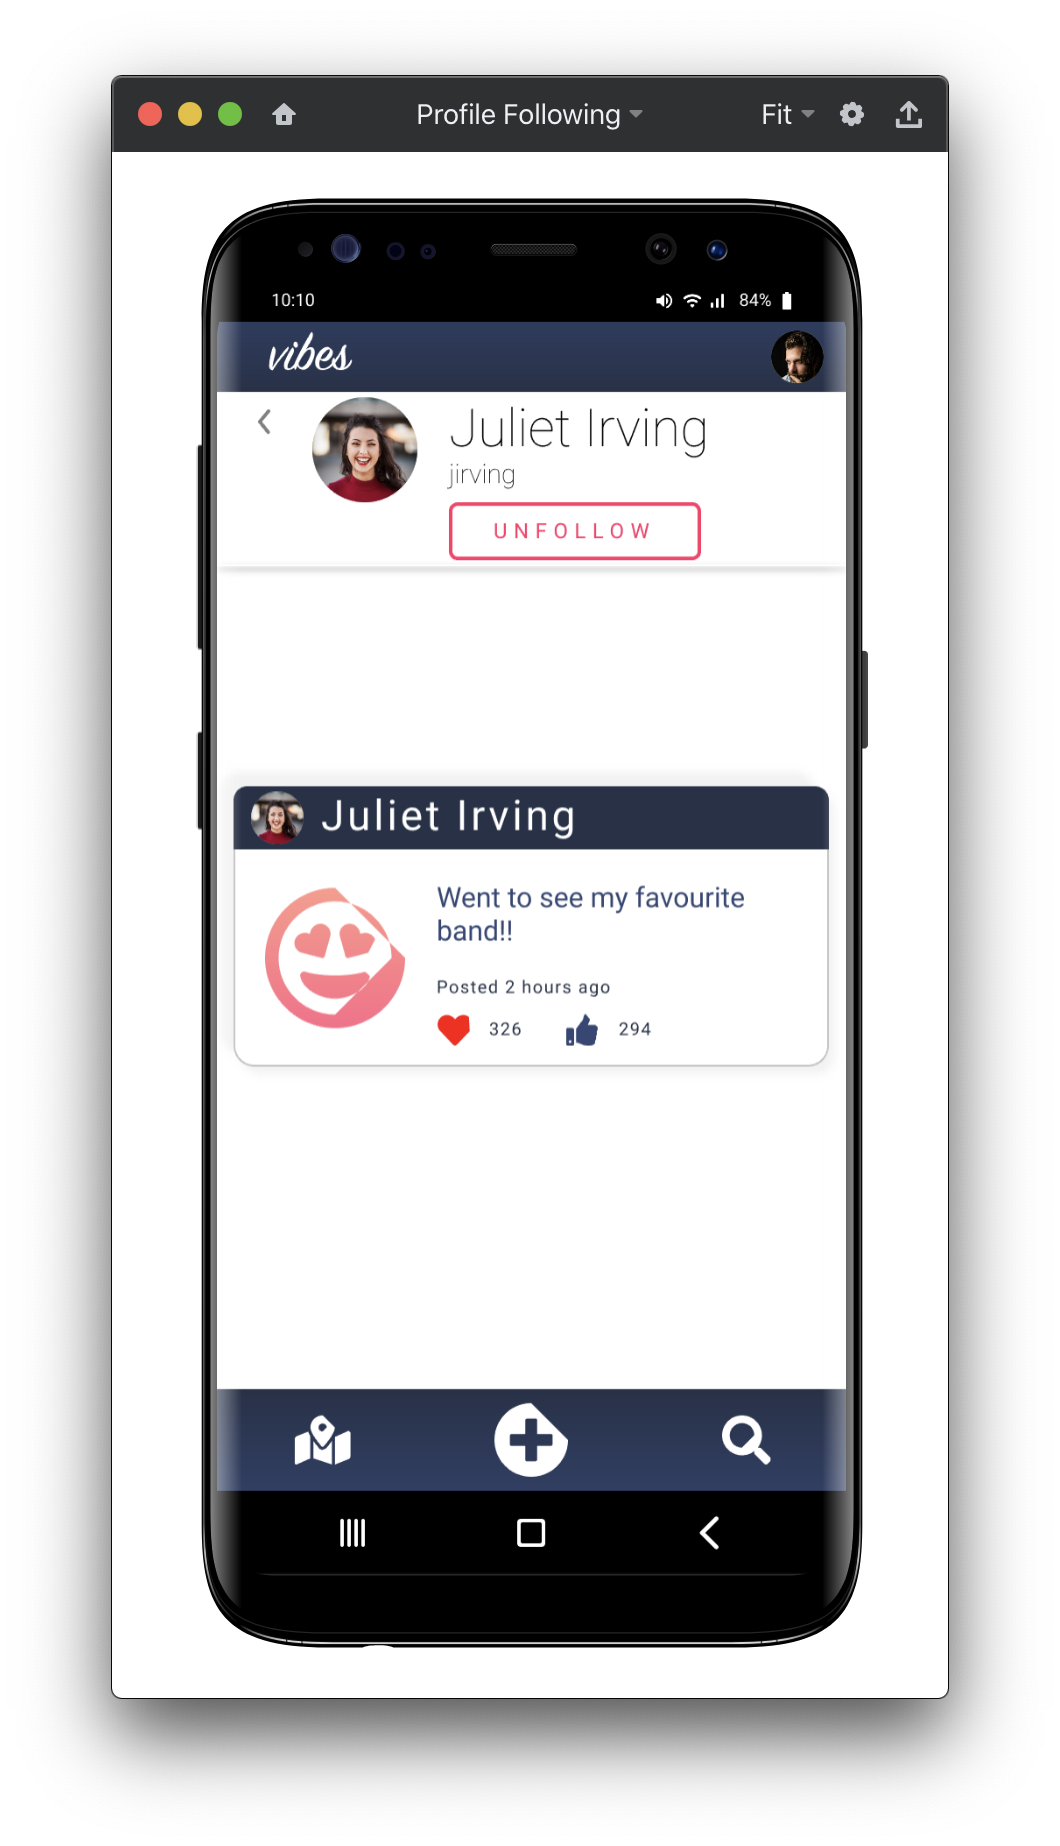 Profile Following
Fit
10:10
84%
vibes
Juliet Irving
jirving
UNFOLLOW
Juliet Irving
Went to see my favourite
band!!
Posted 2 hours ago
326
294